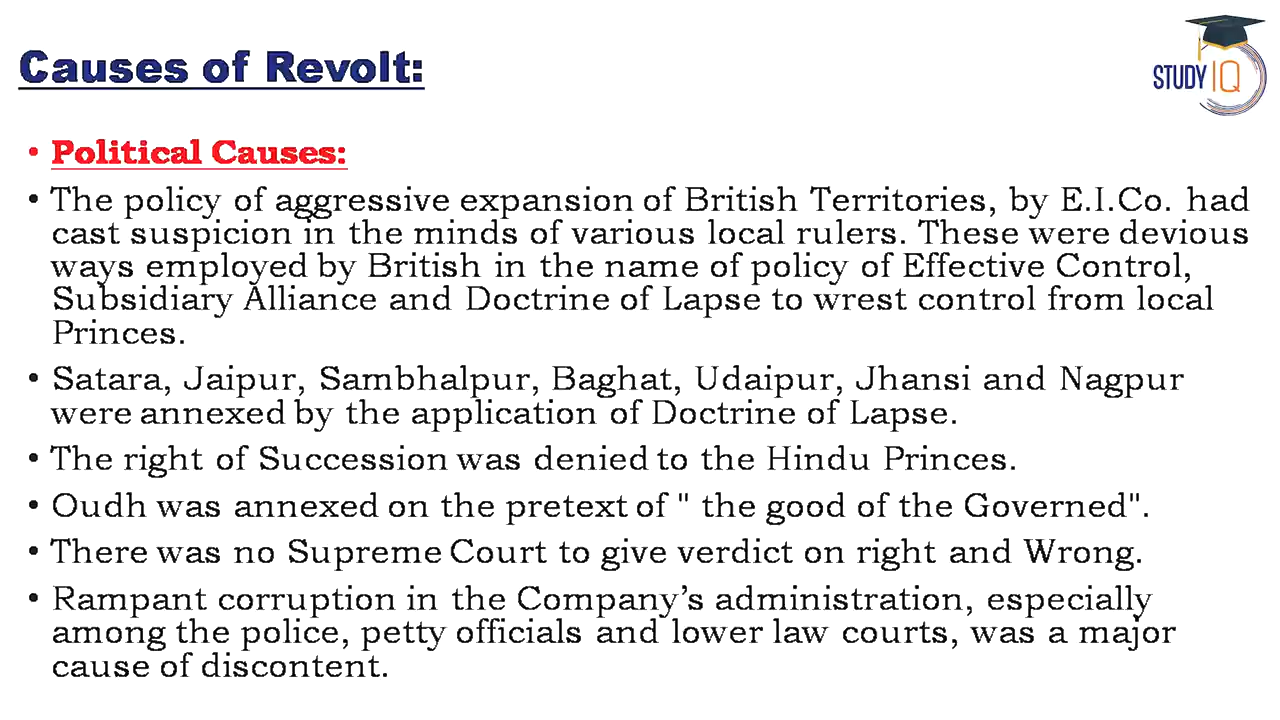 Causes of Revolt:
STUDY IQ
• Political Causes:
• The policy of aggressive expansion of British Territories, by E.I.Co. had
cast suspicion in the minds of various local rulers. These were devious
ways employed by British in the name of policy of Effective Control,
Subsidiary Alliance and Doctrine of Lapse to wrest control from local
Princes.
• Satara, Jaipur, Sambhalpur, Baghat, Udaipur, Jhansi and Nagpur
were annexed by the application of Doctrine of Lapse.
• The right of Succession was denied to the Hindu Princes.
• Oudh was annexed on the pretext of " the good of the Governed".
• There was no Supreme Court to give verdict on right and Wrong.
• Rampant corruption in the Company’s administration, especially
among the police, petty officials and lower law courts, was a major
cause of discontent.